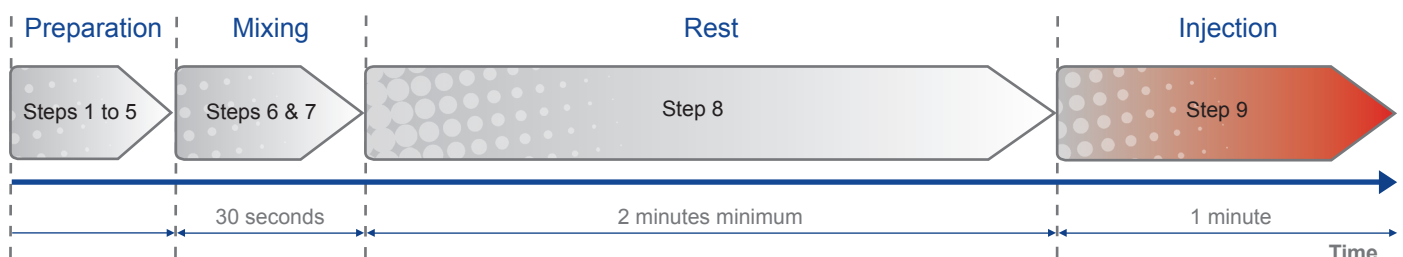 Preparation Mixing Rest Injection
Steps 1 to 5 Steps 6 & 7 Step 8 Step 9
30 seconds 2 minutes minimum 1 minute
Time